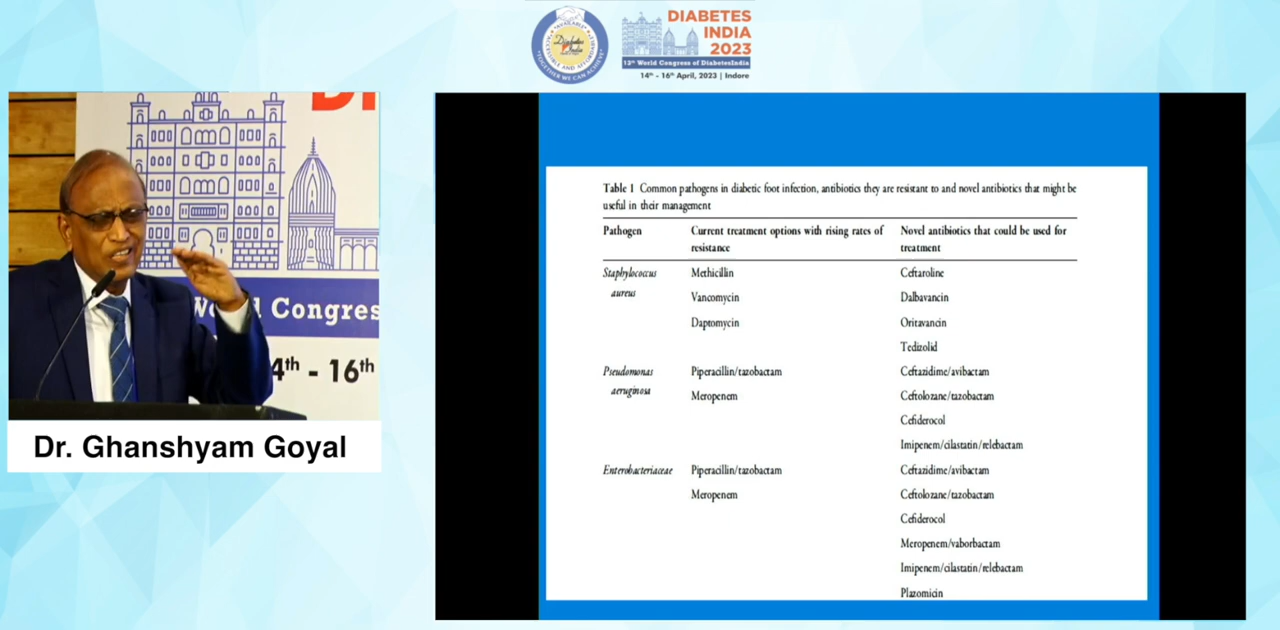 DIABETES
INDIA
2023
13th World Congress of DiabetesIndia
14th - 16th April, 2023 | Indore
Diabetes
India
TOGETHER WE CAN ACHIEVE
DI
World Congres
4th - 16th
Dr. Ghanshyam Goyal
Table 1 Common pathogens in diabetic foot infection, antibiotics they are resistant to and novel antibiotics that might be
useful in their management
Pathogen
Current treatment options with rising rates of
resistance
Novel antibiotics that could be used for
treatment
Staphylococcus
aureus
Methicillin
Vancomycin
Daptomycin
Ceftaroline
Dalbavancin
Oritavancin
Tedizolid
Pseudomonas
aeruginosa
Piperacillin/tazobactam
Meropenem
Ceftazidime/avibactam
Ceftolozane/tazobactam
Cefiderocol
Imipenem/cilastatin/relebactam
Enterobacteriaceae
Piperacillin/tazobactam
Meropenem
Ceftazidime/avibactam
Ceftolozane/tazobactam
Cefiderocol
Meropenem/vaborbactam
Imipenem/cilastatin/relebactam
Plazomicin